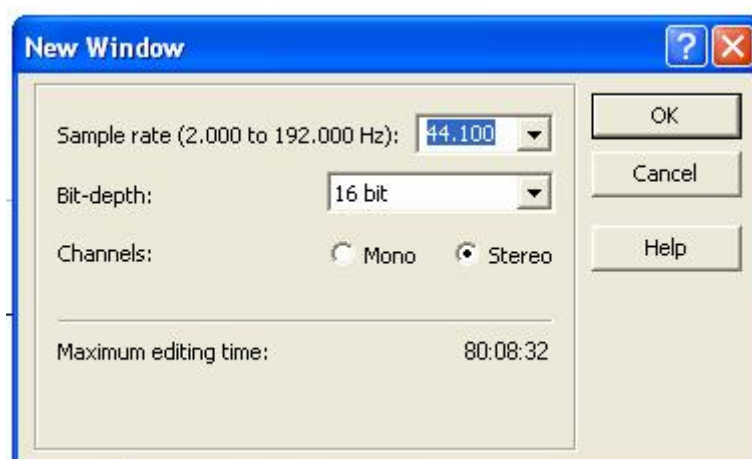 New Window
Sample rate (2.000 to 192.000 Hz): 44.100
OK
Bit-depth: 16 bit
Cancel
Channels: Mono Stereo
Help
Maximum editing time: 80:08:32